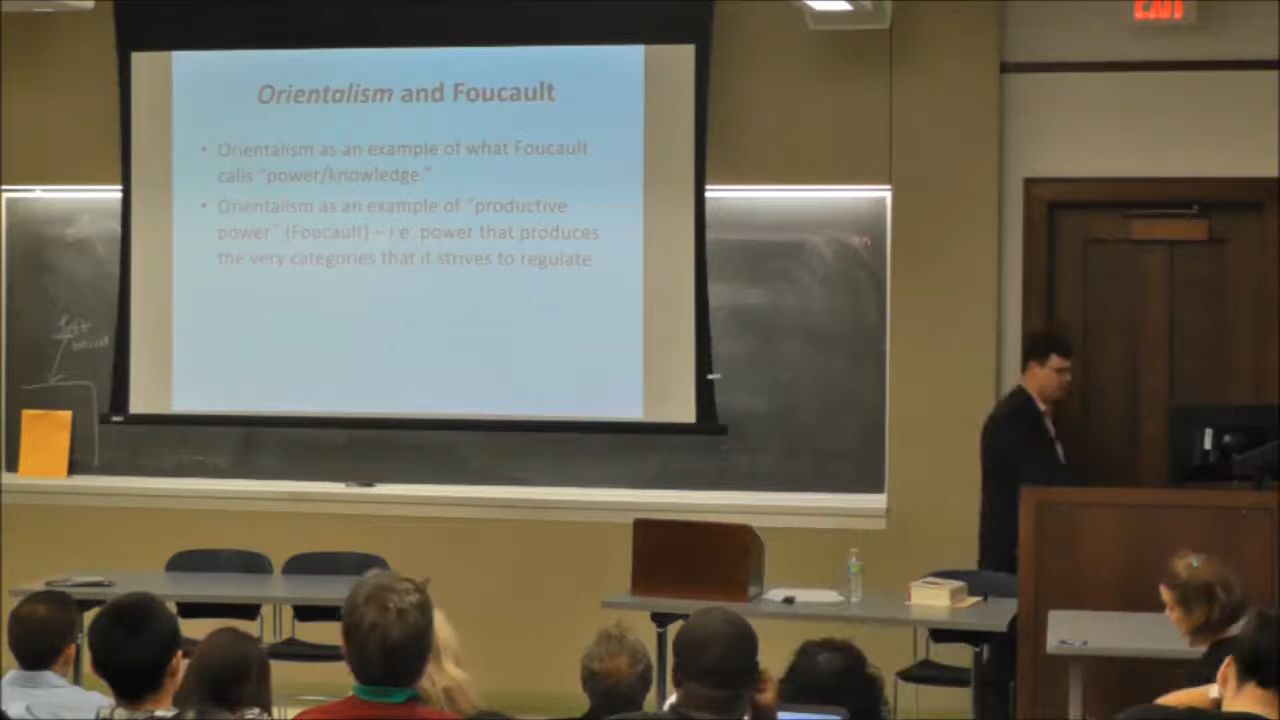 EXIT
Orientalism and Foucault
• Orientalism as an example of what Foucault
calls "power/knowledge."
• Orientalism as an example of "productive
power" (Foucault) – i.e. power that produces
the very categories that it strives to regulate